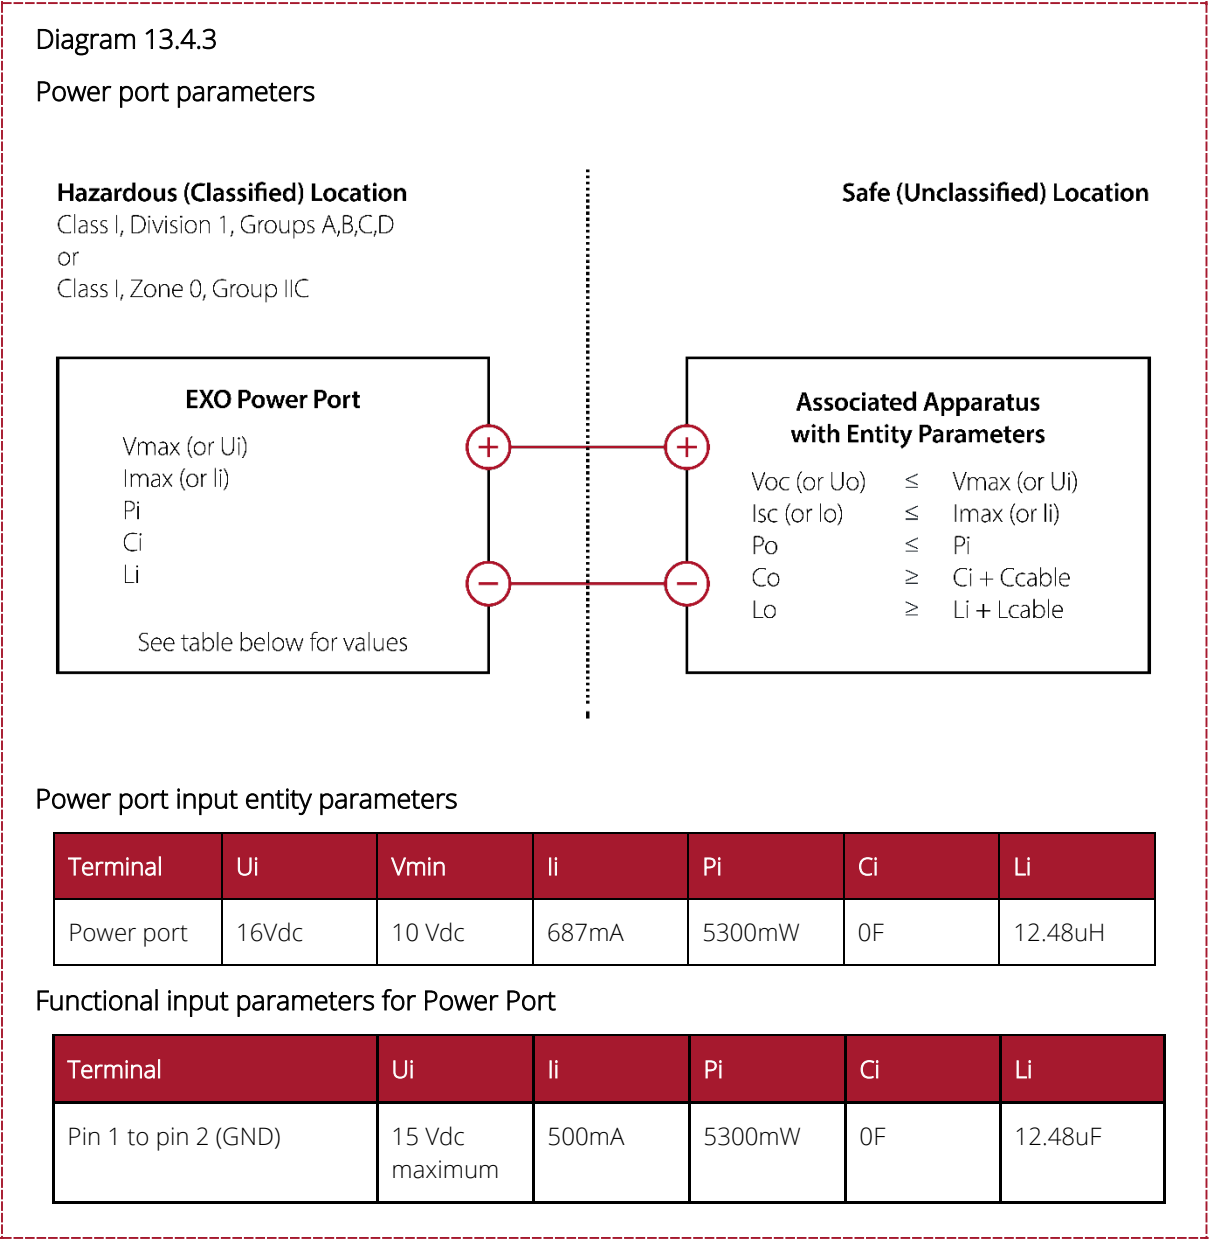 Diagram 13.4.3
Power port parameters
Hazardous (Classified) Location
Class I, Division 1, Groups A,B,C,D
or
Class I, Zone 0, Group IIC
Safe (Unclassified) Location
EXO Power Port
Vmax (or Ui)
Imax (or Ii)
Pi
Ci
Li
See table below for values
+
−
+
−
Associated Apparatus
with Entity Parameters
Voc (or Uo) ≤ Vmax (or Ui)
Isc (or Io) ≤ Imax (or Ii)
Po ≤ Pi
Co ≥ Ci + Ccable
Lo ≥ Li + Lcable
Power port input entity parameters
Terminal Ui Vmin Ii Pi Ci Li
Power port 16Vdc 10 Vdc 687mA 5300mW 0F 12.48uH
Functional input parameters for Power Port
Terminal Ui Ii Pi Ci Li
Pin 1 to pin 2 (GND) 15 Vdc 500mA 5300mW 0F 12.48uF
maximum